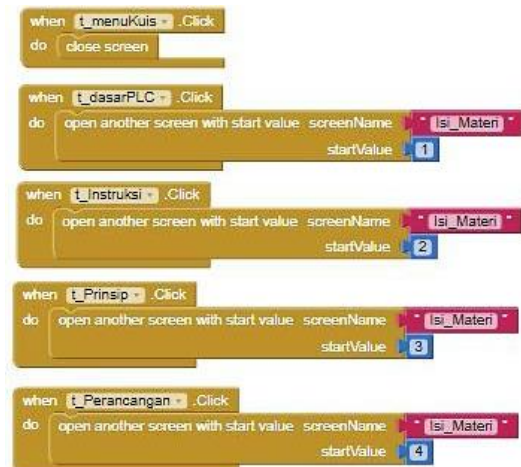 when t_menuKuis .Click
do close screen
when t_dasarPLC .Click
do open another screen with start value screenName " Isi_Materi "
startValue 1
when t_Instruksi .Click
do open another screen with start value screenName " Isi_Materi "
startValue 2
when t_Prinsip .Click
do open another screen with start value screenName " Isi_Materi "
startValue 3
when t_Perancangan .Click
do open another screen with start value screenName " Isi_Materi "
startValue 4